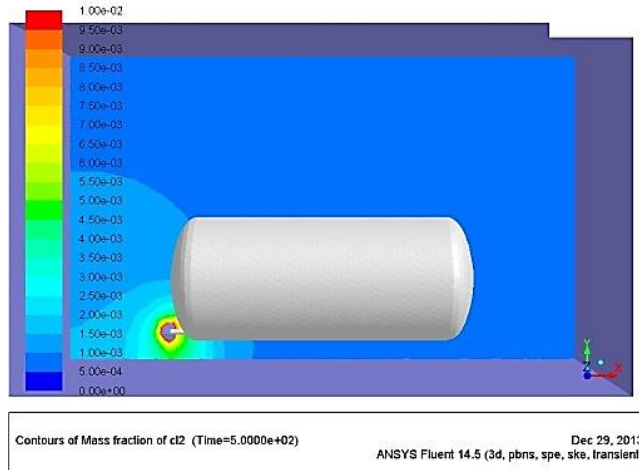 1.00e-02
9.50e-03
9.00e-03
8.50e-03
8.00e-03
7.50e-03
7.00e-03
6.50e-03
6.00e-03
5.50e-03
5.00e-03
4.50e-03
4.00e-03
3.50e-03
3.00e-03
2.50e-03
2.00e-03
1.50e-03
1.00e-03
5.00e-04
0.00e+00
Y
Z
X
Contours of Mass fraction of cl2 (Time=5.0000e+02)
Dec 29, 2013
ANSYS Fluent 14.5 (3d, pbns, spe, ske, transient